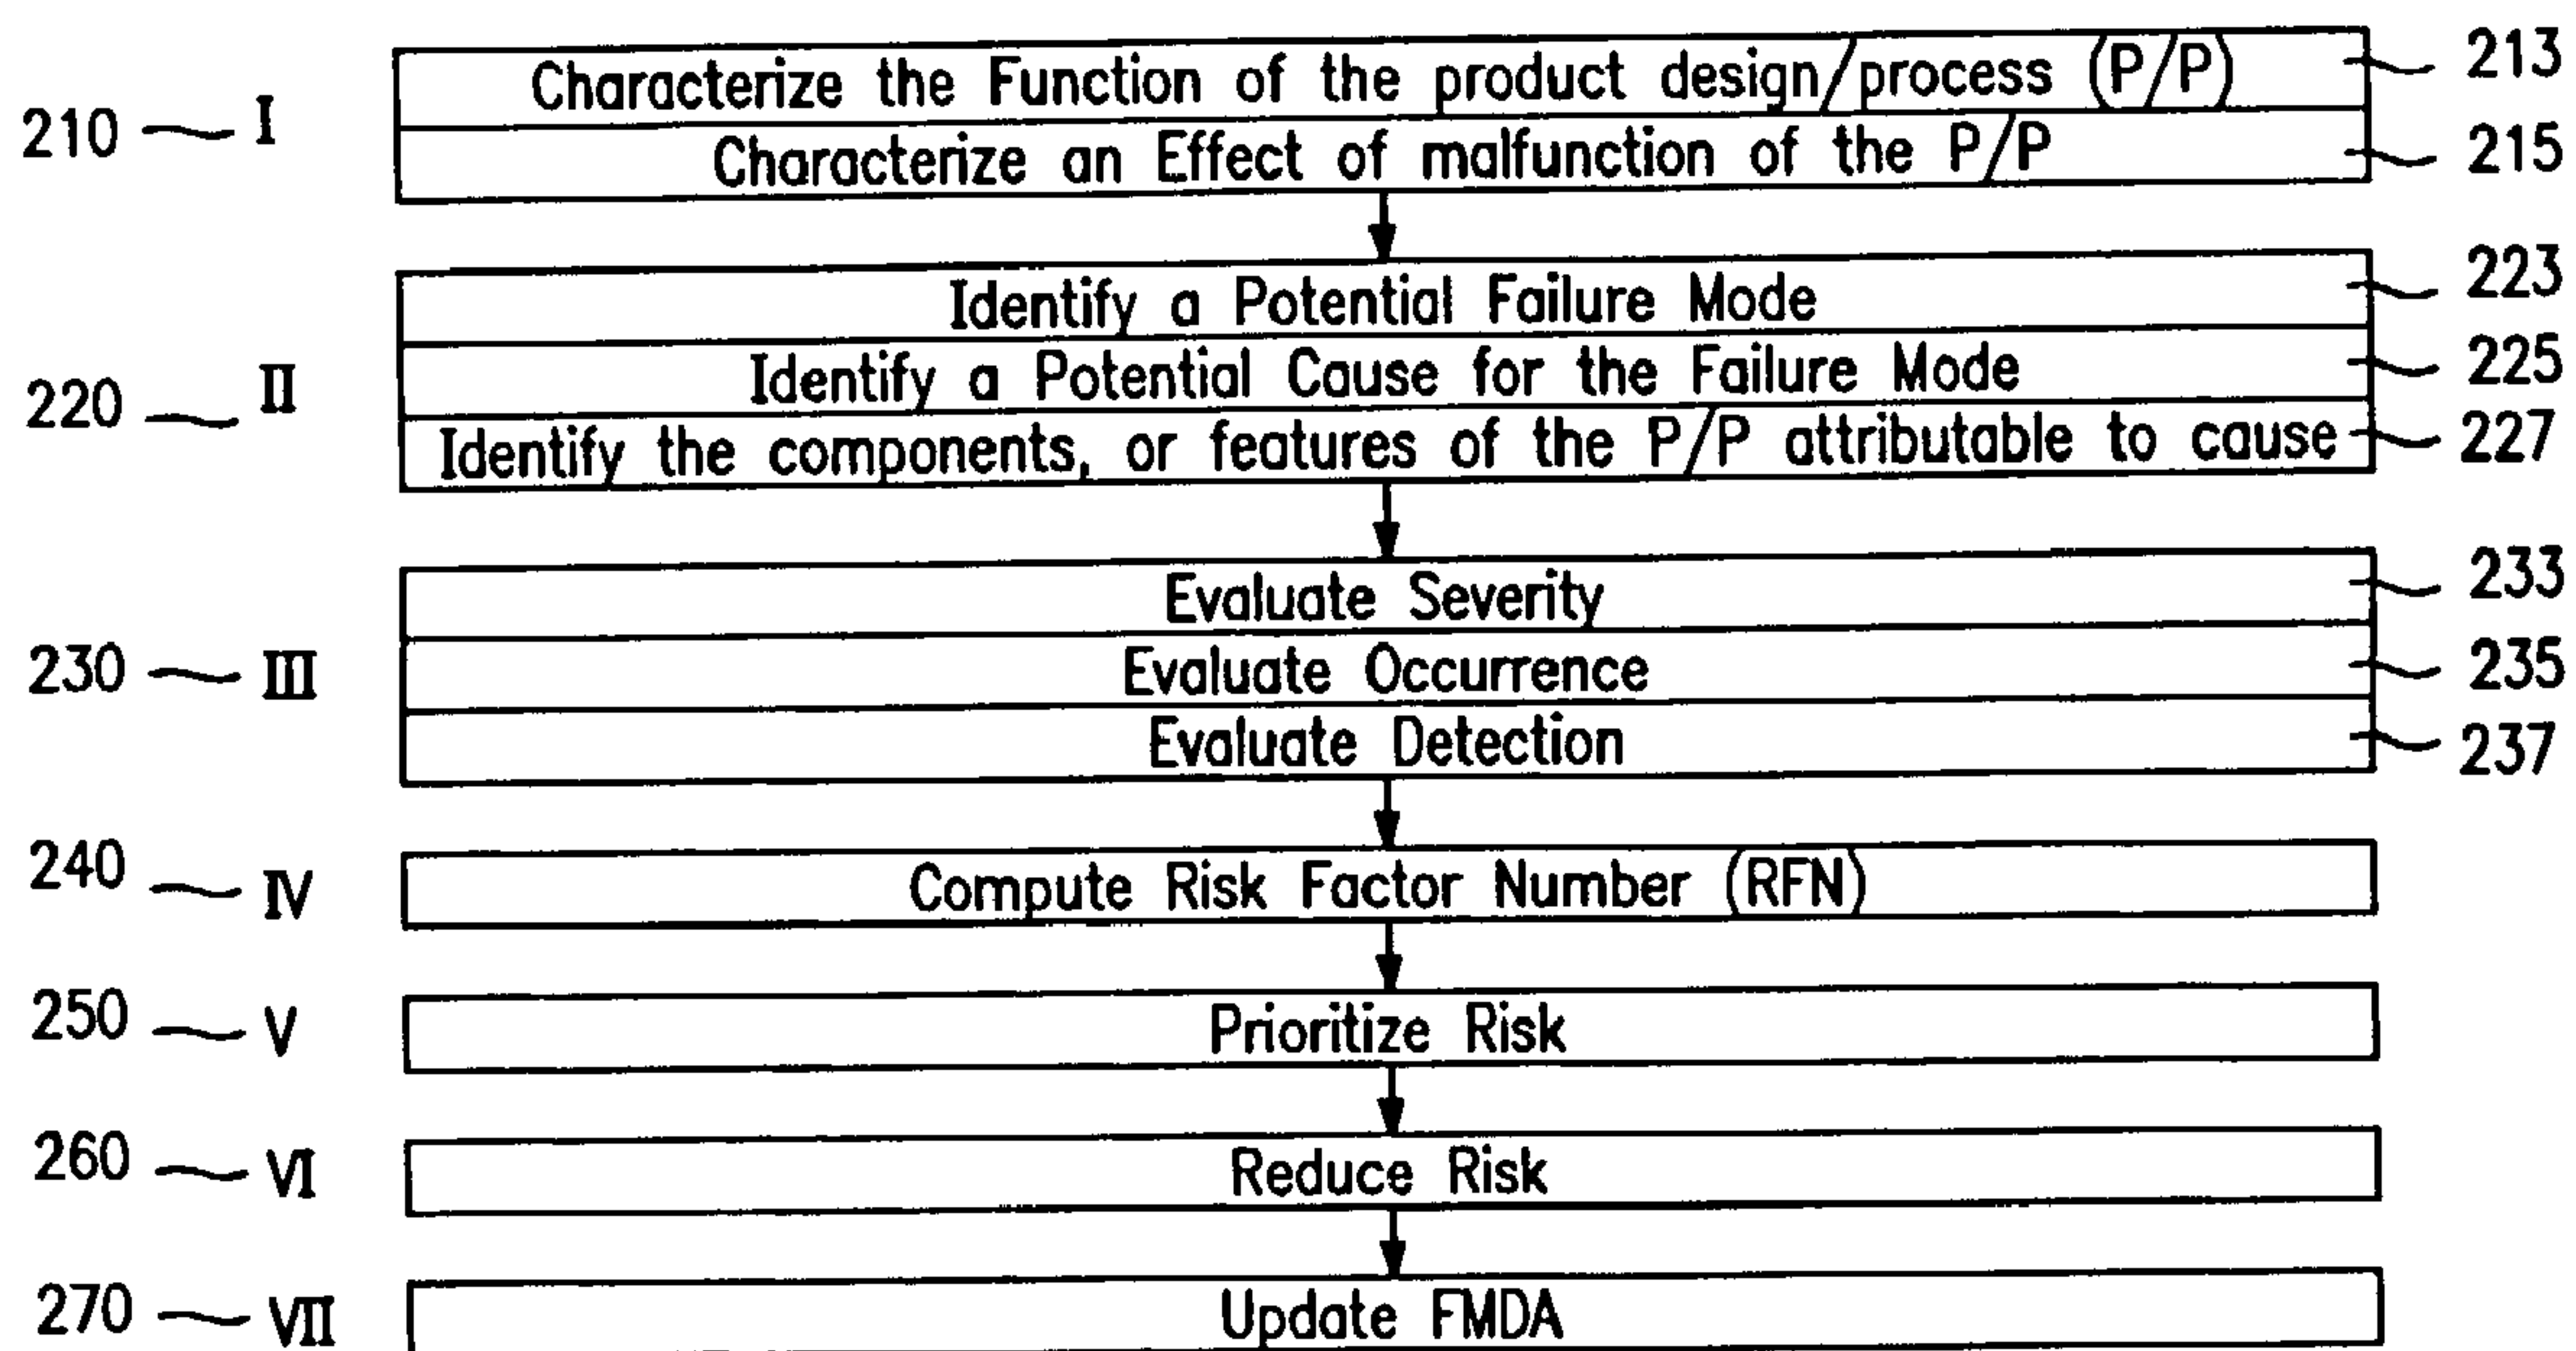 Characterize the Function of the product design/process (P/P) 213
210 I
Characterize an Effect of malfunction of the P/P 215
Identify a Potential Failure Mode 223
220 II Identify a Potential Cause for the Failure Mode 225
Identify the components, or features of the P/P attributable to cause 227
Evaluate Severity 233
230 III Evaluate Occurrence 235
Evaluate Detection 237
240 IV Compute Risk Factor Number (RFN)
250 V Prioritize Risk
260 VI Reduce Risk
270 VII Update FMDA